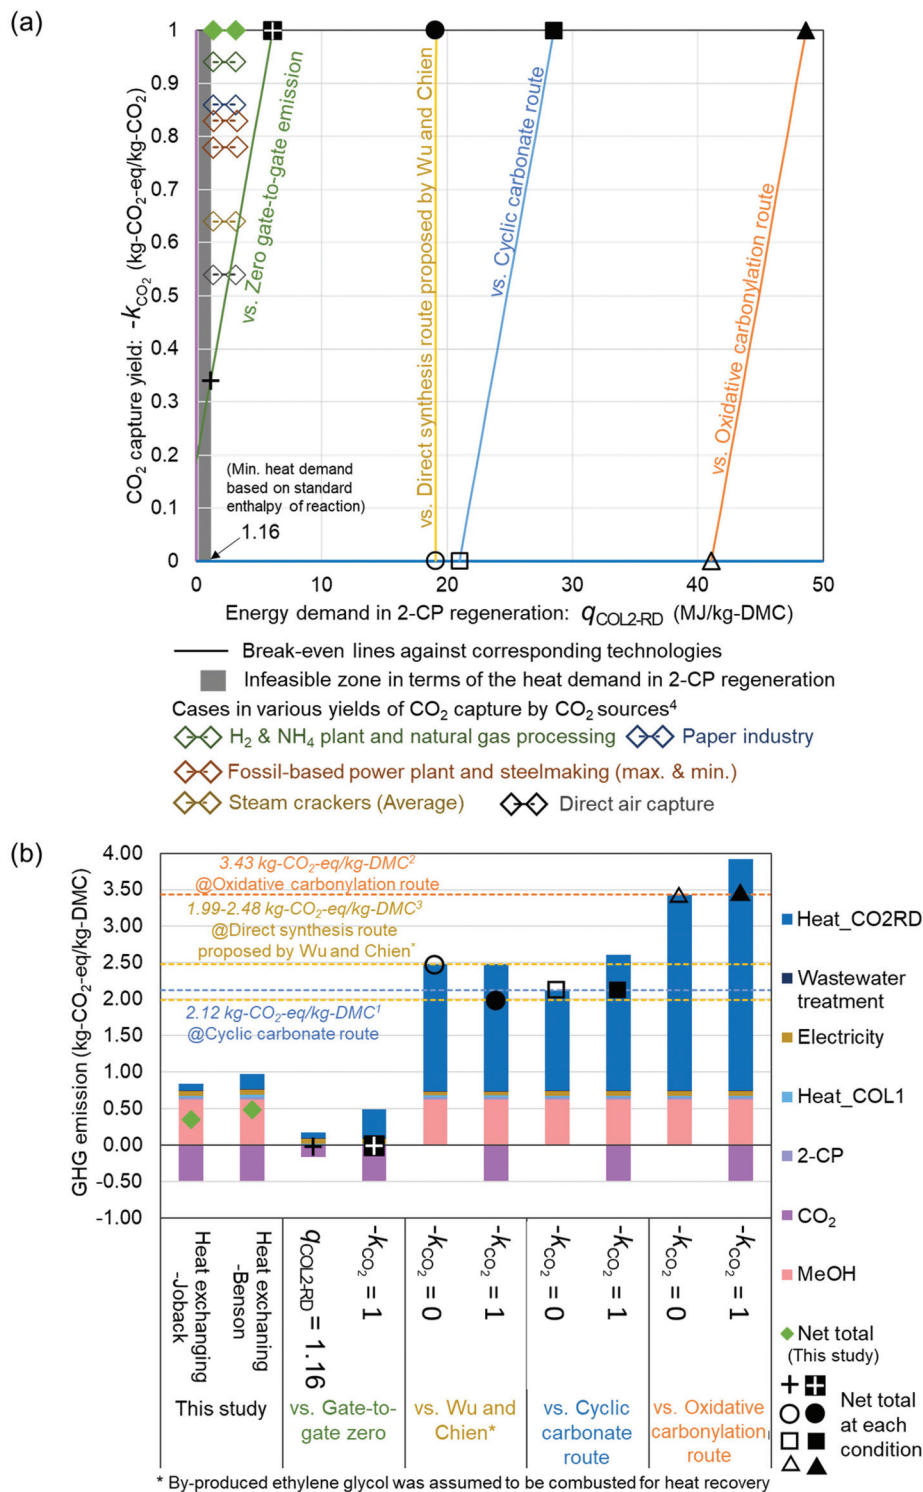 (a)
CO2 capture yield: -kCO2 (kg-CO2-eq/kg-CO2)
1
0.9
0.8
0.7
0.6
0.5
0.4
0.3
0.2
0.1
0
vs. Zero gate-to-gate emission
vs. Direct synthesis route proposed by Wu and Chien
vs. Cyclic carbonate route
vs. Oxidative carbonylation route
(Min. heat demand
based on standard
enthalpy of reaction)
1.16
0 10 20 30 40 50
Energy demand in 2-CP regeneration: qCOL2-RD (MJ/kg-DMC)
Break-even lines against corresponding technologies
Infeasible zone in terms of the heat demand in 2-CP regeneration
Cases in various yields of CO2 capture by CO2 sources4
H2 & NH4 plant and natural gas processing Paper industry
Fossil-based power plant and steelmaking (max. & min.)
Steam crackers (Average) Direct air capture
(b)
GHG emission (kg-CO2-eq/kg-DMC)
4.00
3.50
3.00
2.50
2.00
1.50
1.00
0.50
0.00
-0.50
-1.00
3.43 kg-CO2-eq/kg-DMC2
@Oxidative carbonylation route
1.99-2.48 kg-CO2-eq/kg-DMC3
@Direct synthesis route
proposed by Wu and Chien*
2.12 kg-CO2-eq/kg-DMC1
@Cyclic carbonate route
Heat_CO2RD
Wastewater
treatment
Electricity
Heat_COL1
2-CP
CO2
MeOH
Net total
(This study)
Net total
at each
condition
Heat exchanging
-Joback
Heat exchaning
-Benson
qCOL2-RD = 1.16
-kCO2 = 1
-kCO2 = 0
-kCO2 = 1
-kCO2 = 0
-kCO2 = 1
-kCO2 = 0
-kCO2 = 1
This study
vs. Gate-to-
gate zero
vs. Wu and
Chien*
vs. Cyclic
carbonate
route
vs. Oxidative
carbonylation
route
* By-produced ethylene glycol was assumed to be combusted for heat recovery